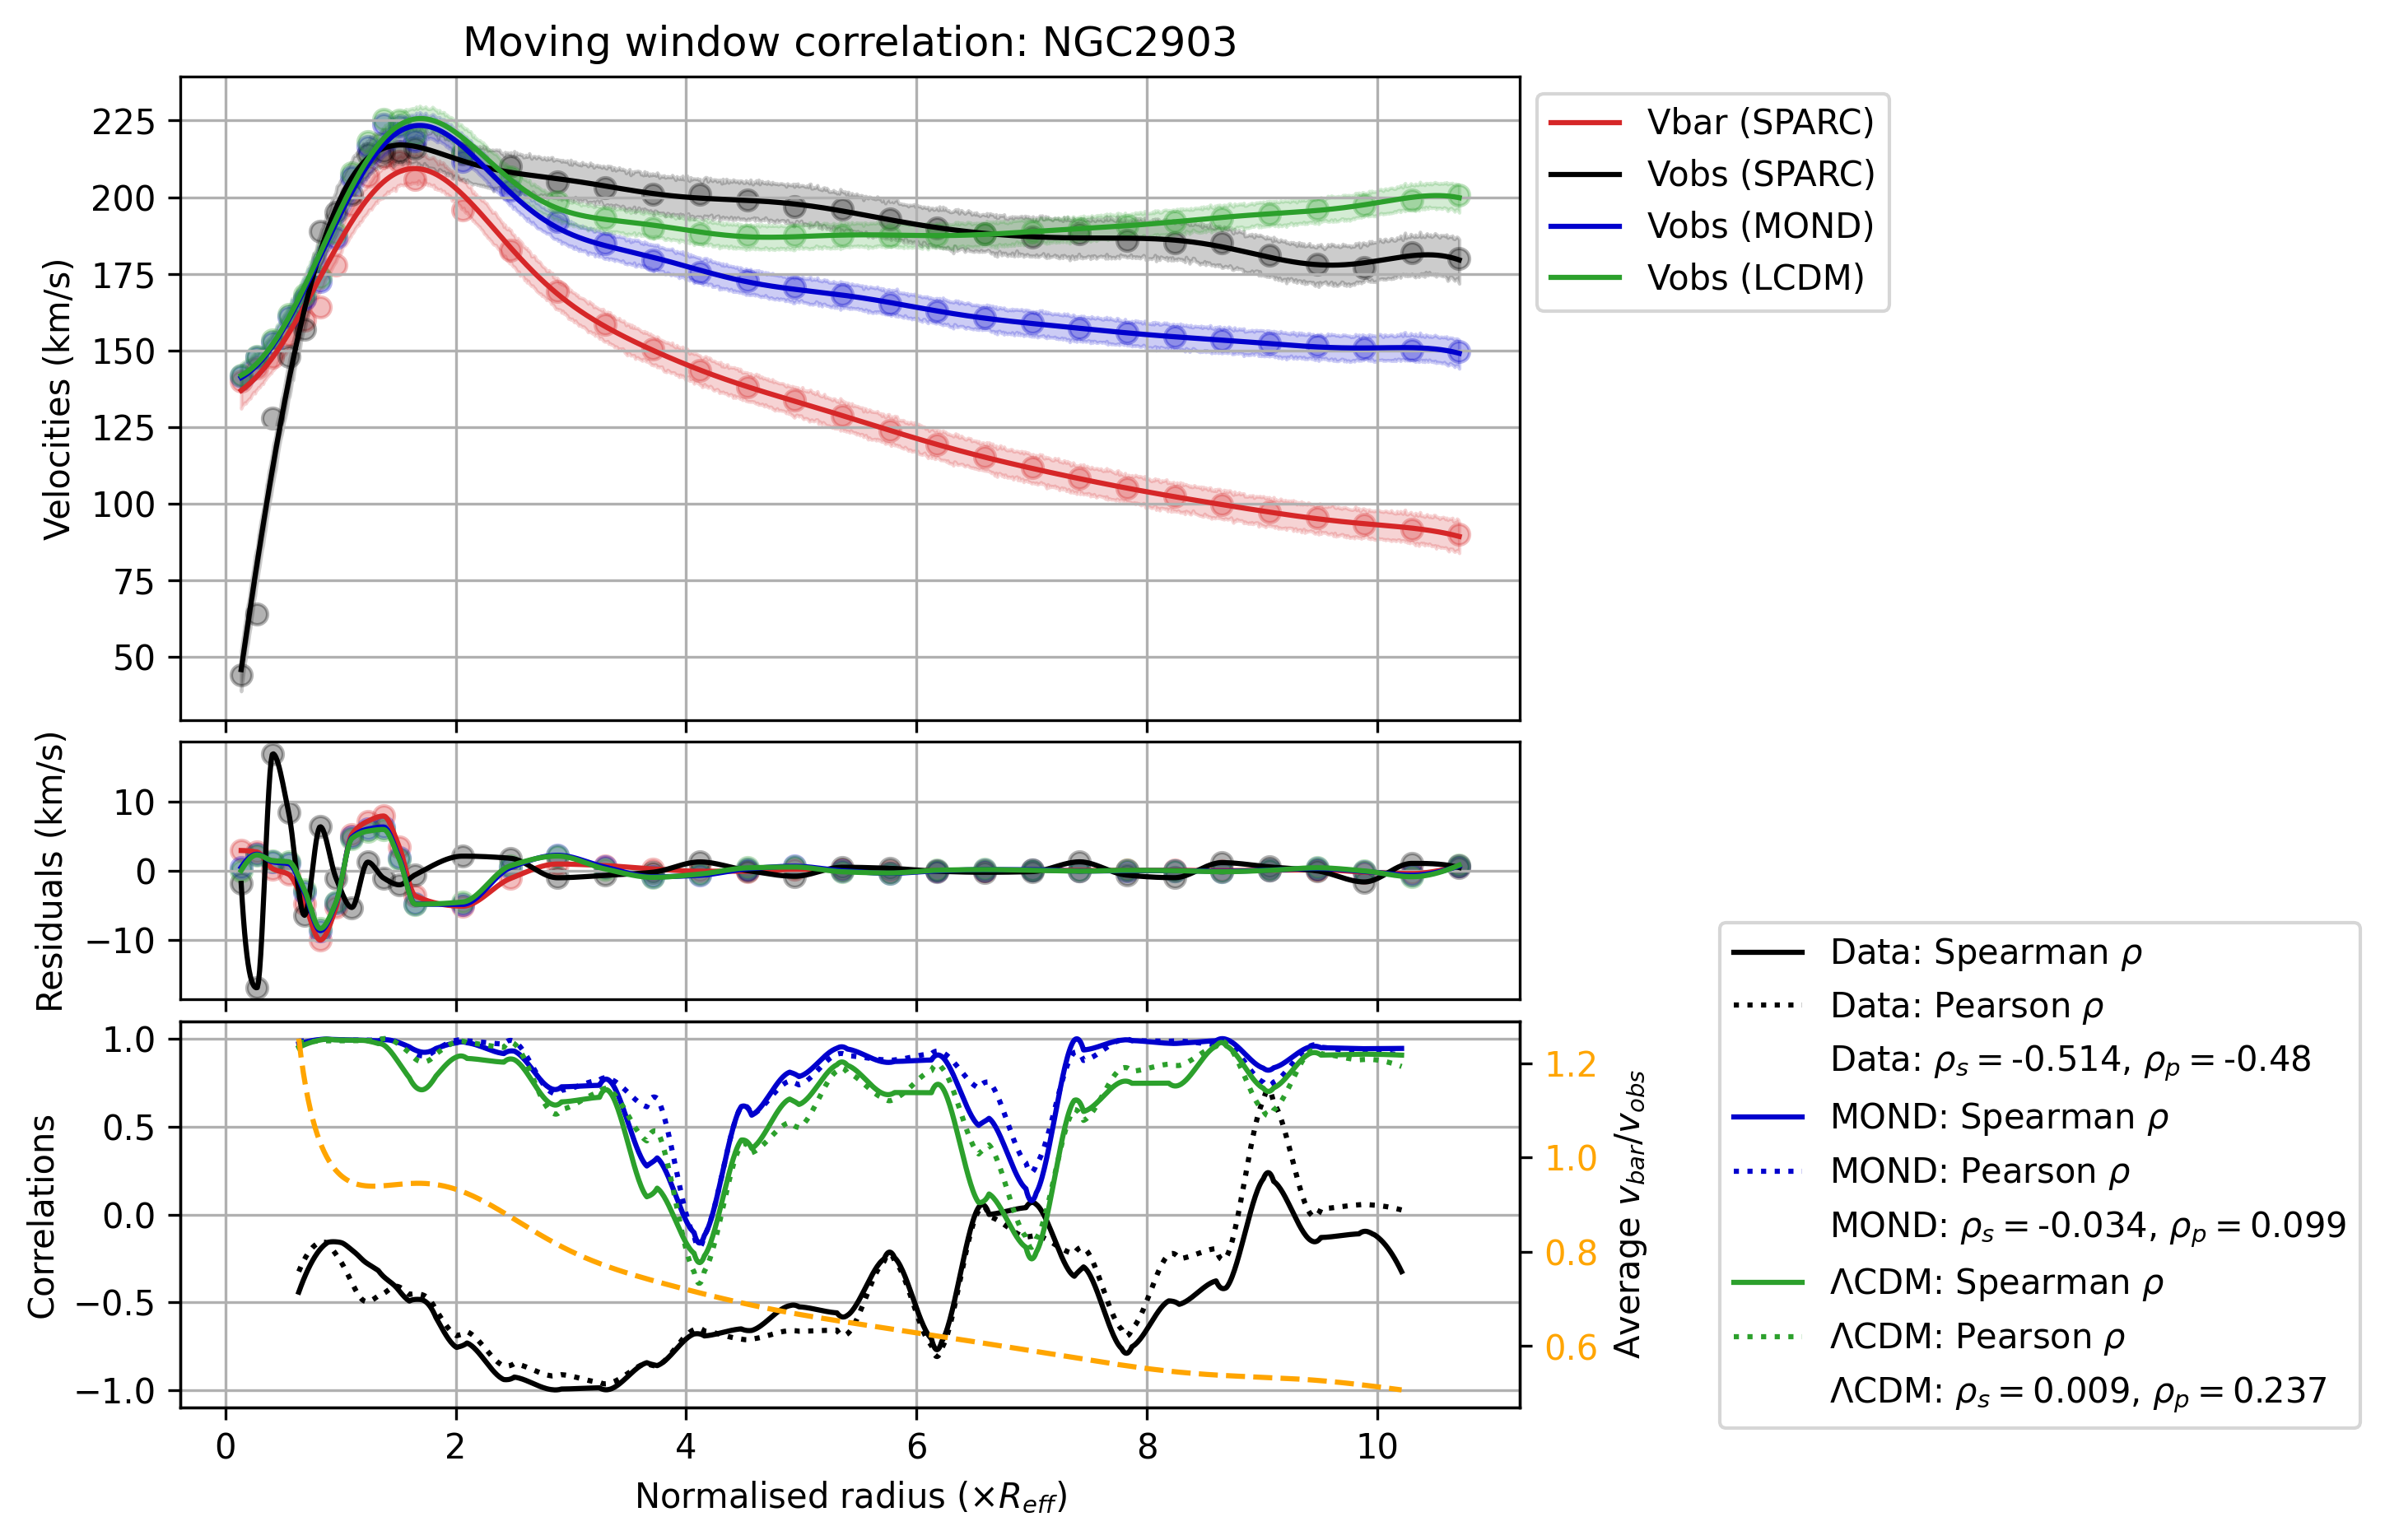 Moving window correlation: NGC2903
Velocities (km/s)
225
200
175
150
125
100
75
50
Vbar (SPARC)
Vobs (SPARC)
Vobs (MOND)
Vobs (LCDM)
Residuals (km/s)
10
0
−10
Correlations
1.0
0.5
0.0
−0.5
−1.0
1.2
1.0
0.8
0.6
Average v_bar/v_obs
0 2 4 6 8 10
Normalised radius (×R_eff)
Data: Spearman ρ
Data: Pearson ρ
Data: ρ_s = -0.514, ρ_p = -0.48
MOND: Spearman ρ
MOND: Pearson ρ
MOND: ρ_s = -0.034, ρ_p = 0.099
ΛCDM: Spearman ρ
ΛCDM: Pearson ρ
ΛCDM: ρ_s = 0.009, ρ_p = 0.237